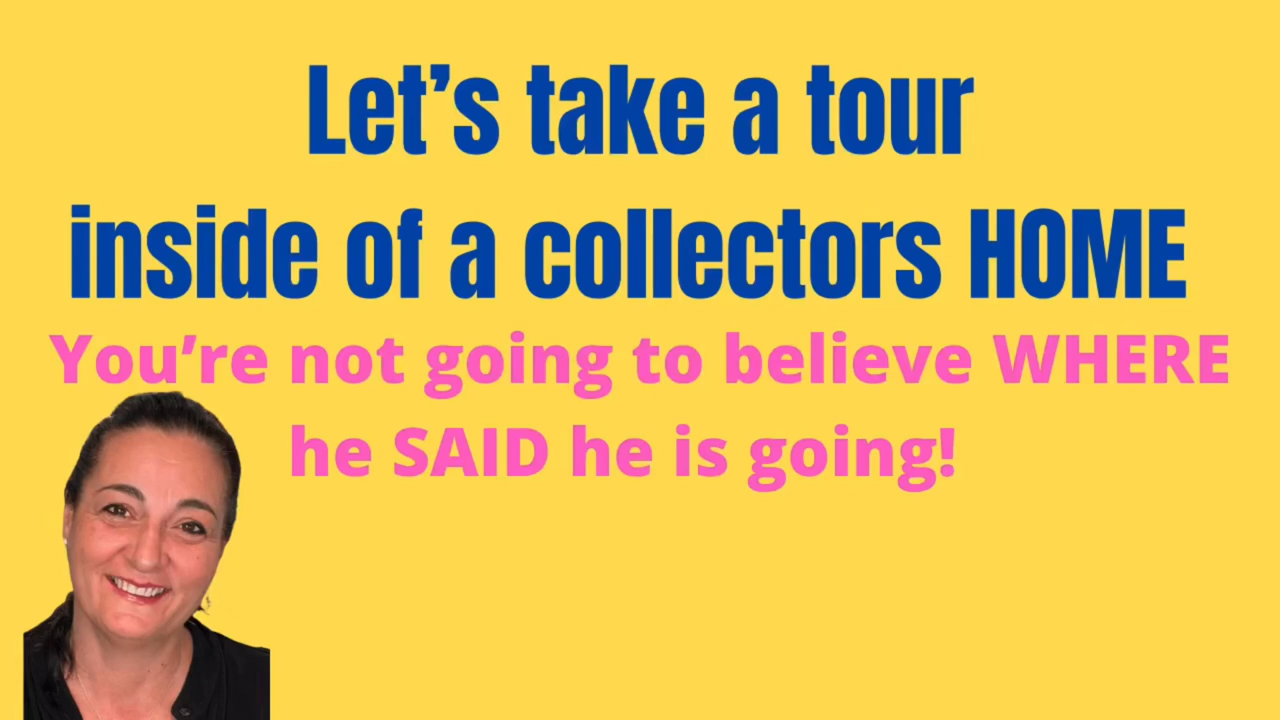 Let’s take a tour
inside of a collectors HOME
You’re not going to believe WHERE
he SAID he is going!